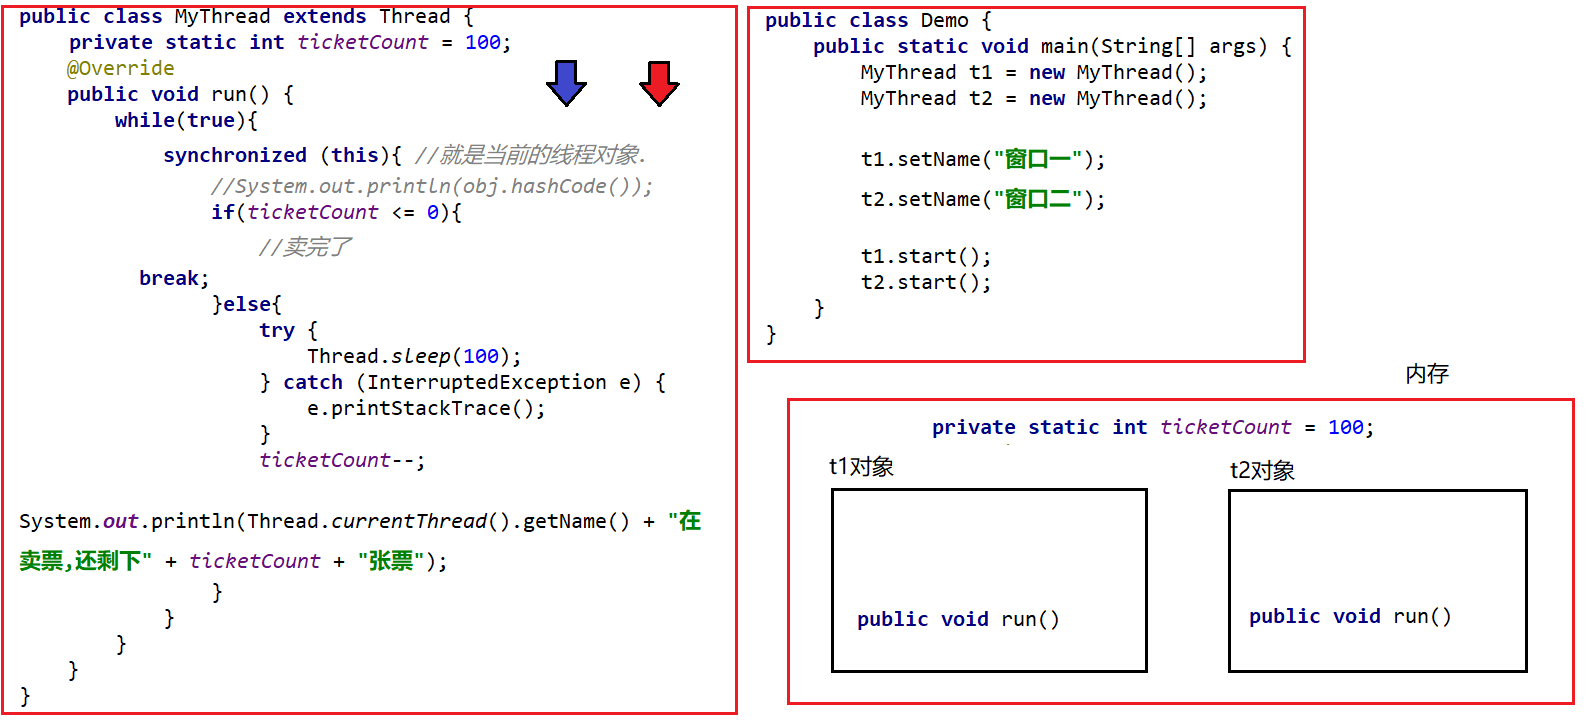 public class MyThread extends Thread {
private static int ticketCount = 100;
@Override
public void run() {
while(true){
synchronized (this){ //就是当前的线程对象.
//System.out.println(obj.hashCode());
if(ticketCount <= 0){
//卖完了
break;
}else{
try {
Thread.sleep(100);
} catch (InterruptedException e) {
e.printStackTrace();
}
ticketCount--;
System.out.println(Thread.currentThread().getName() + "在
卖票,还剩下" + ticketCount + "张票");
}
}
}
}
}
public class Demo {
public static void main(String[] args) {
MyThread t1 = new MyThread();
MyThread t2 = new MyThread();
t1.setName("窗口一");
t2.setName("窗口二");
t1.start();
t2.start();
}
}
内存
private static int ticketCount = 100;
t1对象
t2对象
public void run()
public void run()